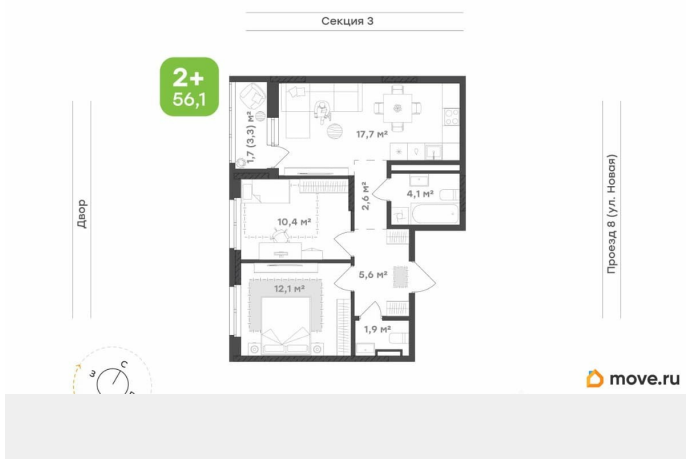 Секция 3
2+
56,1
1,7 (3,3) м²
17,7 м²
4,1 м²
2,6 м²
10,4 м²
5,6 м²
12,1 м²
1,9 м²
Двор
Проезд 8 (ул. Новая)
С
З
move.ru